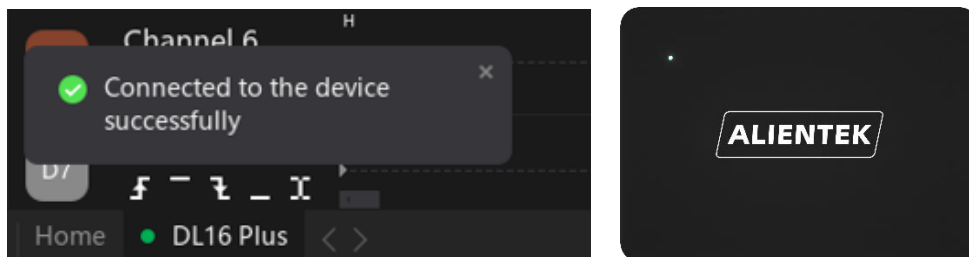 H
Channel 6
Connected to the device
successfully
D7
Home
DL16 Plus
ALIENTEK